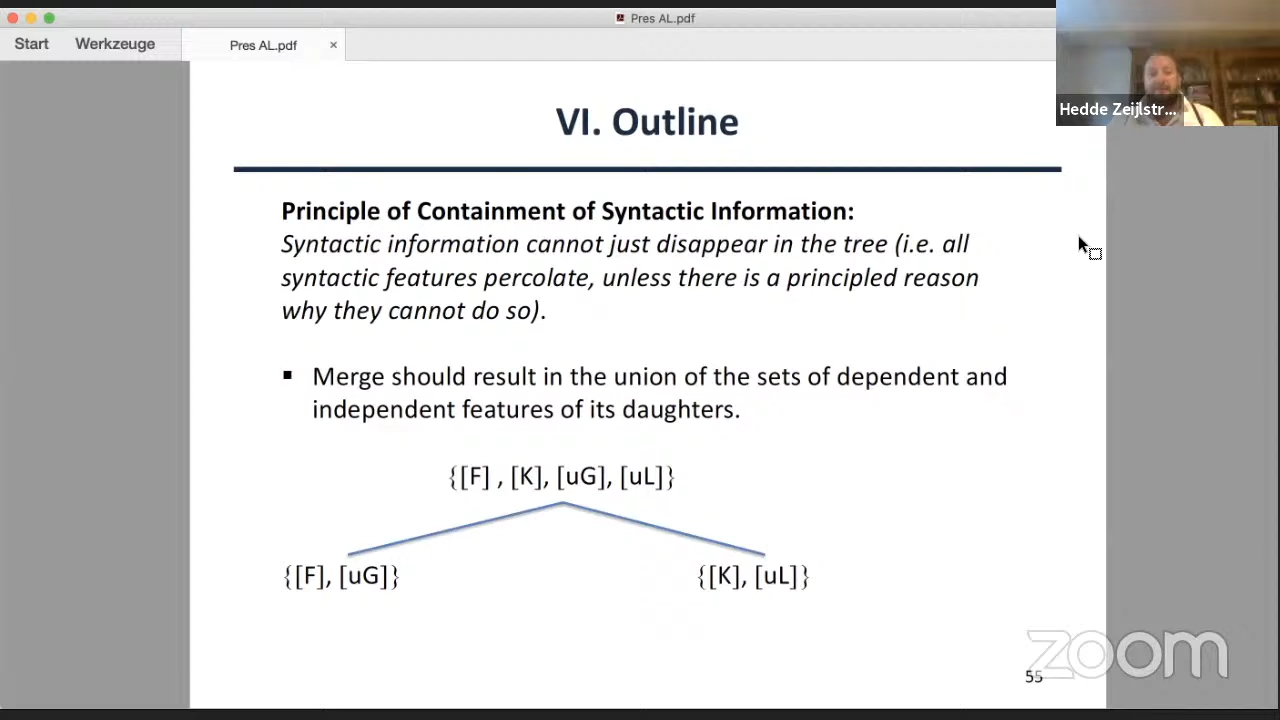 Pres AL.pdf
Start Werkzeuge Pres AL.pdf ×
Hedde Zeijlstr...
VI. Outline
Principle of Containment of Syntactic Information:
Syntactic information cannot just disappear in the tree (i.e. all
syntactic features percolate, unless there is a principled reason
why they cannot do so).
▪ Merge should result in the union of the sets of dependent and
independent features of its daughters.
{[F] , [K], [uG], [uL]}
{[F], [uG]} {[K], [uL]}
zoom
55